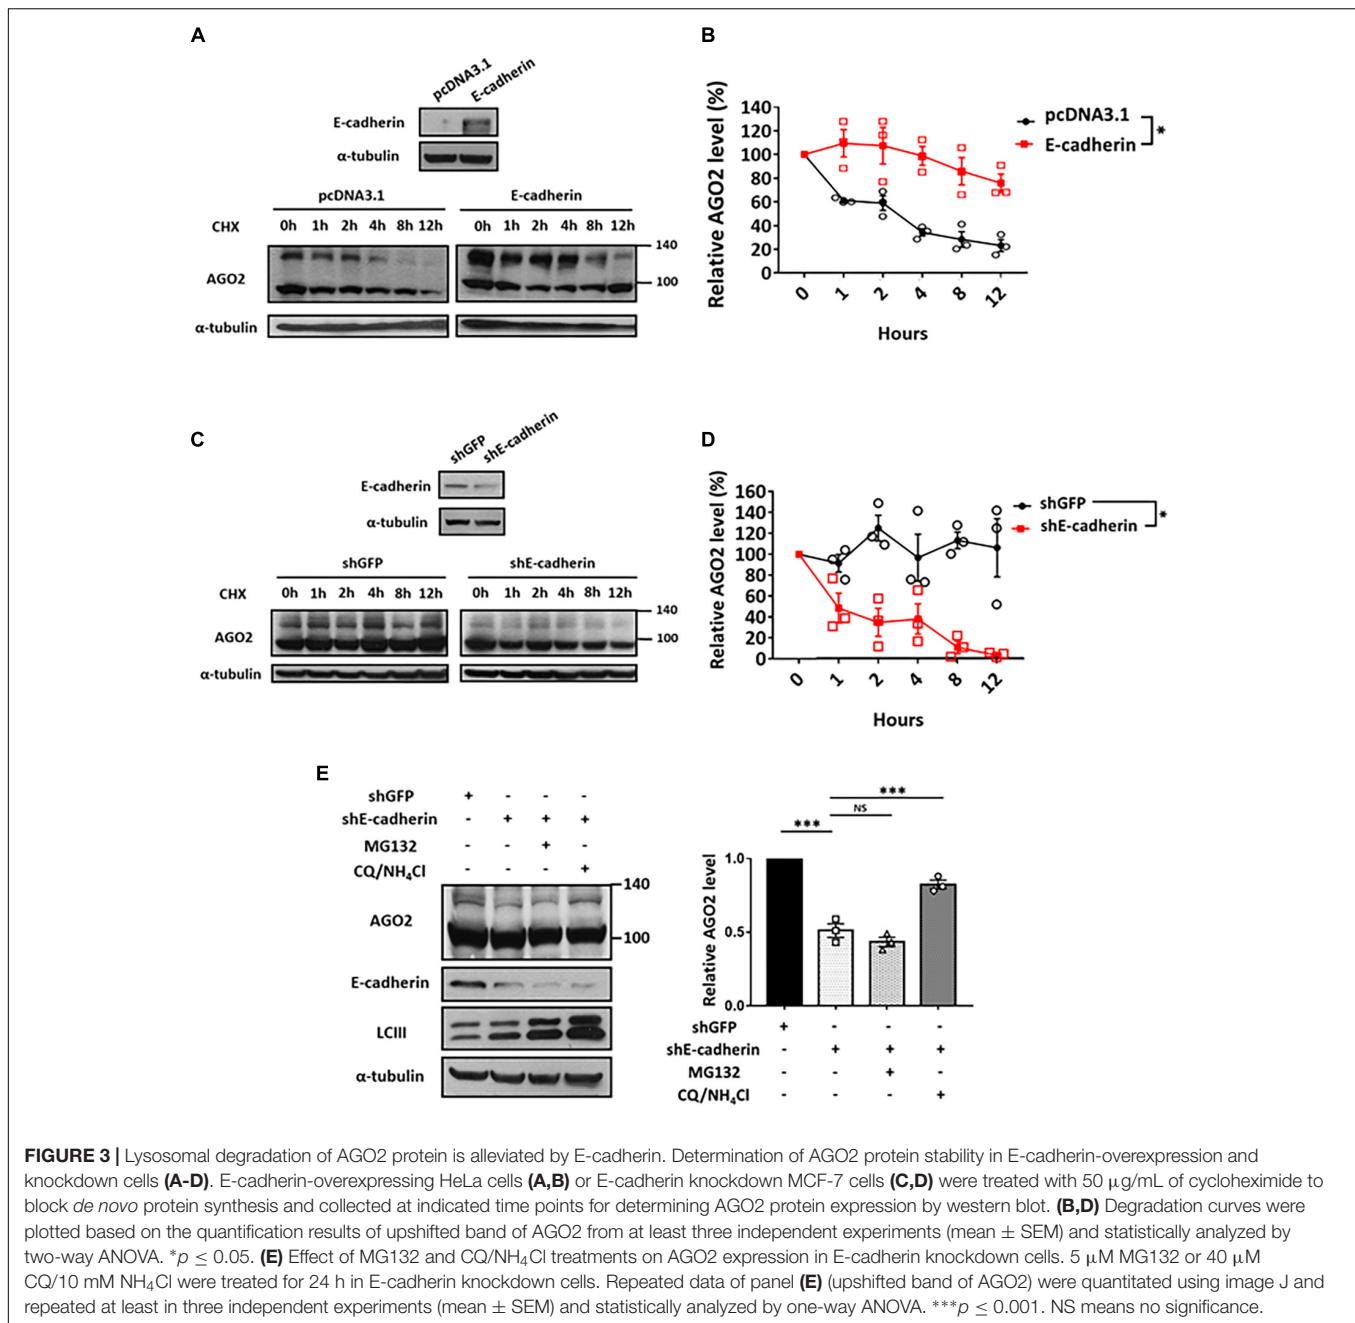 A
pcDNA3.1
E-cadherin
E-cadherin
α-tubulin
pcDNA3.1 E-cadherin
CHX 0h 1h 2h 4h 8h 12h 0h 1h 2h 4h 8h 12h
140
AGO2
100
α-tubulin
B
Relative AGO2 level (%)
140
120
100
80
60
40
20
0
0 1 2 4 8 12
Hours
pcDNA3.1
E-cadherin
*
C
shGFP
shE-cadherin
E-cadherin
α-tubulin
shGFP shE-cadherin
CHX 0h 1h 2h 4h 8h 12h 0h 1h 2h 4h 8h 12h
140
AGO2
100
α-tubulin
D
Relative AGO2 level (%)
160
140
120
100
80
60
40
20
0
0 1 2 4 8 12
Hours
shGFP
shE-cadherin
*
E
shGFP + - - -
shE-cadherin - + + +
MG132 - - + -
CQ/NH₄Cl - - - +
140
AGO2
100
E-cadherin
LCIII
α-tubulin
***
NS
***
Relative AGO2 level
1.0
0.5
0.0
shGFP + - - -
shE-cadherin - + + +
MG132 - - + -
CQ/NH₄Cl - - - +
FIGURE 3 | Lysosomal degradation of AGO2 protein is alleviated by E-cadherin. Determination of AGO2 protein stability in E-cadherin-overexpression and
knockdown cells (A-D). E-cadherin-overexpressing HeLa cells (A,B) or E-cadherin knockdown MCF-7 cells (C,D) were treated with 50 μg/mL of cycloheximide to
block de novo protein synthesis and collected at indicated time points for determining AGO2 protein expression by western blot. (B,D) Degradation curves were
plotted based on the quantification results of upshifted band of AGO2 from at least three independent experiments (mean ± SEM) and statistically analyzed by
two-way ANOVA. *p ≤ 0.05. (E) Effect of MG132 and CQ/NH₄Cl treatments on AGO2 expression in E-cadherin knockdown cells. 5 μM MG132 or 40 μM
CQ/10 mM NH₄Cl were treated for 24 h in E-cadherin knockdown cells. Repeated data of panel (E) (upshifted band of AGO2) were quantitated using image J and
repeated at least in three independent experiments (mean ± SEM) and statistically analyzed by one-way ANOVA. ***p ≤ 0.001. NS means no significance.